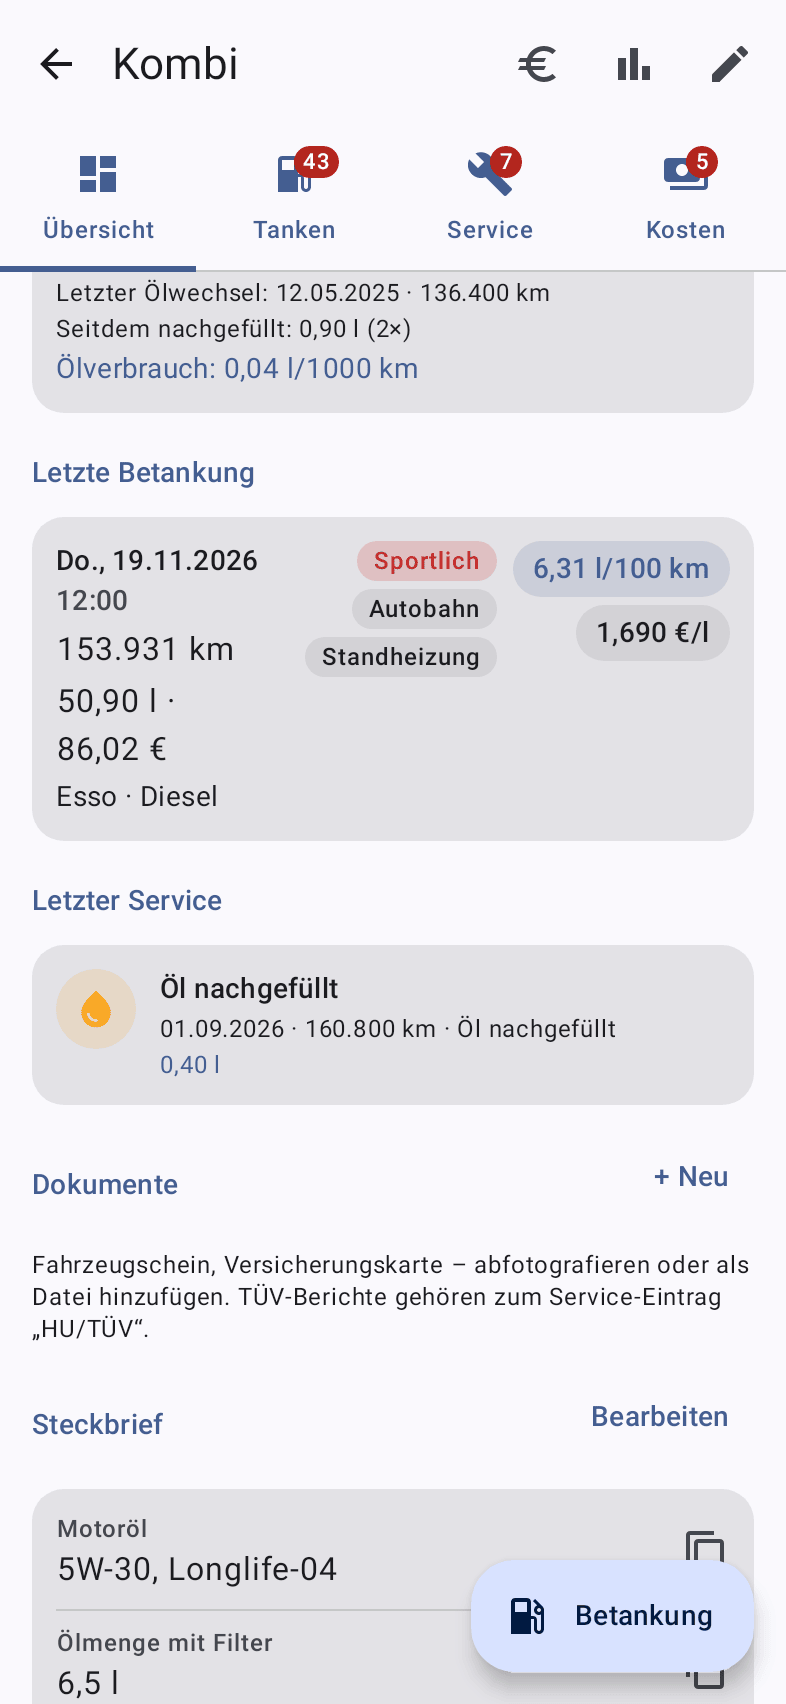 Kombi
43
7
5
Übersicht
Tanken
Service
Kosten
Letzter Ölwechsel: 12.05.2025 · 136.400 km
Seitdem nachgefüllt: 0,90 l (2×)
Ölverbrauch: 0,04 l/1000 km
Letzte Betankung
Do., 19.11.2026
12:00
153.931 km
50,90 l ·
86,02 €
Esso · Diesel
Sportlich
Autobahn
Standheizung
6,31 l/100 km
1,690 €/l
Letzter Service
Öl nachgefüllt
01.09.2026 · 160.800 km · Öl nachgefüllt
0,40 l
Dokumente
+ Neu
Fahrzeugschein, Versicherungskarte – abfotografieren oder als
Datei hinzufügen. TÜV-Berichte gehören zum Service-Eintrag
„HU/TÜV“.
Steckbrief
Bearbeiten
Motoröl
5W-30, Longlife-04
Ölmenge mit Filter
6,5 l
Betankung